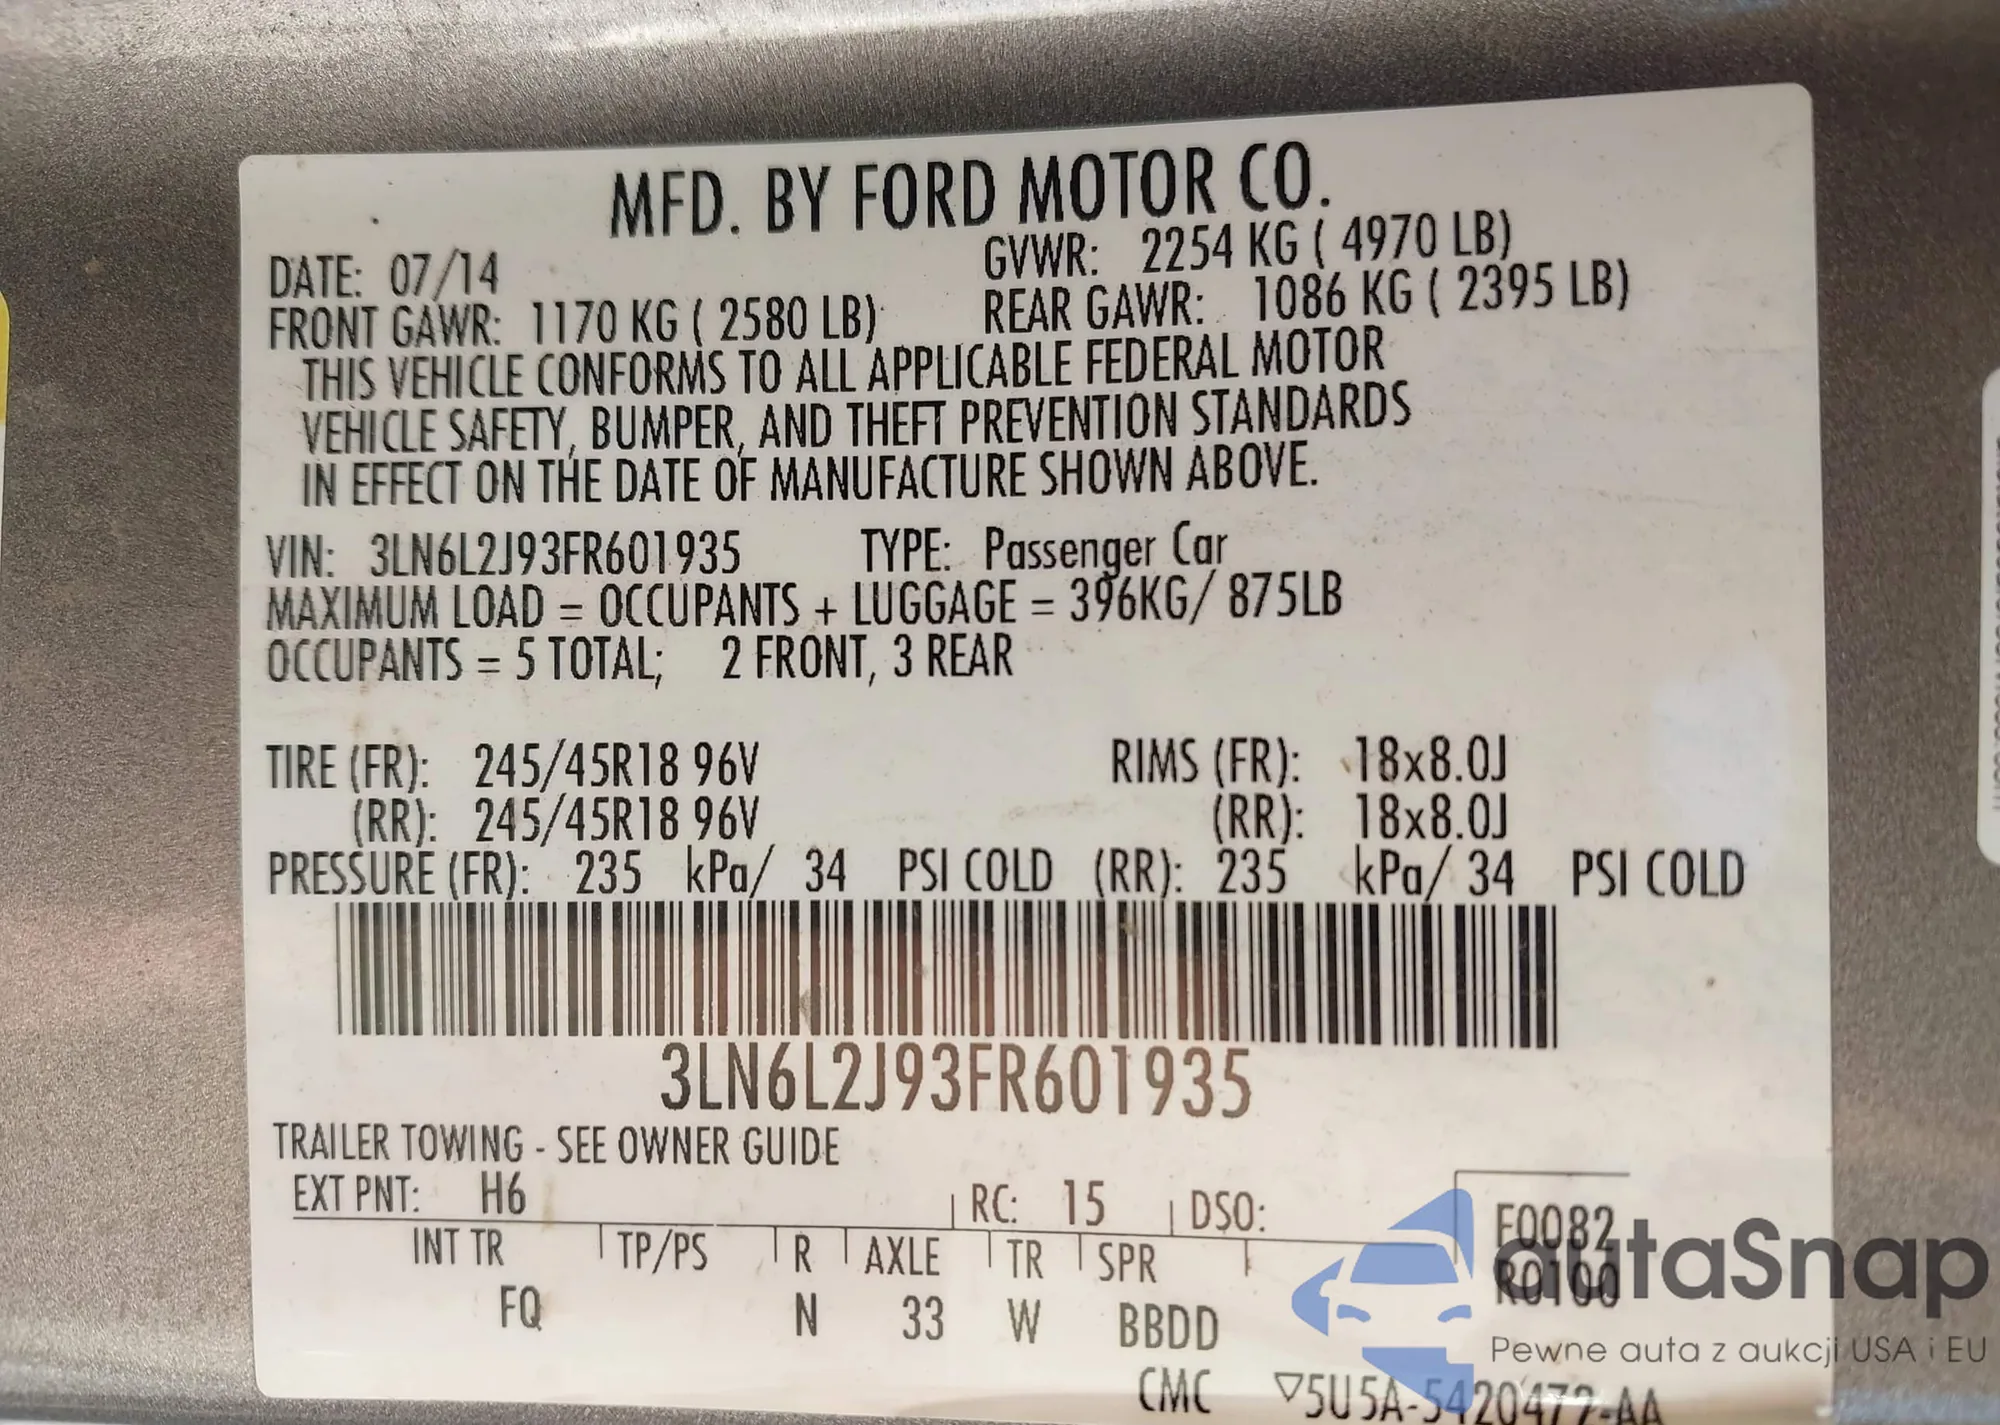 MFD. BY FORD MOTOR CO.
DATE: 07/14 GVWR: 2254 KG ( 4970 LB)
FRONT GAWR: 1170 KG ( 2580 LB) REAR GAWR: 1086 KG ( 2395 LB)
THIS VEHICLE CONFORMS TO ALL APPLICABLE FEDERAL MOTOR
VEHICLE SAFETY, BUMPER, AND THEFT PREVENTION STANDARDS
IN EFFECT ON THE DATE OF MANUFACTURE SHOWN ABOVE.
VIN: 3LN6L2J93FR601935 TYPE: Passenger Car
MAXIMUM LOAD = OCCUPANTS + LUGGAGE = 396KG/ 875LB
OCCUPANTS = 5 TOTAL; 2 FRONT, 3 REAR
TIRE (FR): 245/45R18 96V RIMS (FR): 18x8.0J
(RR): 245/45R18 96V (RR): 18x8.0J
PRESSURE (FR): 235 kPa/ 34 PSI COLD (RR): 235 kPa/ 34 PSI COLD
3LN6L2J93FR601935
TRAILER TOWING - SEE OWNER GUIDE
EXT PNT: H6 RC: 15 DSO:
F0082
INT TR TP/PS R AXLE TR SPR
R0100
FQ N 33 W BBDD
CMC ▽5U5A-5420472-AA
autaSnap
Pewne auta z aukcji USA i EU